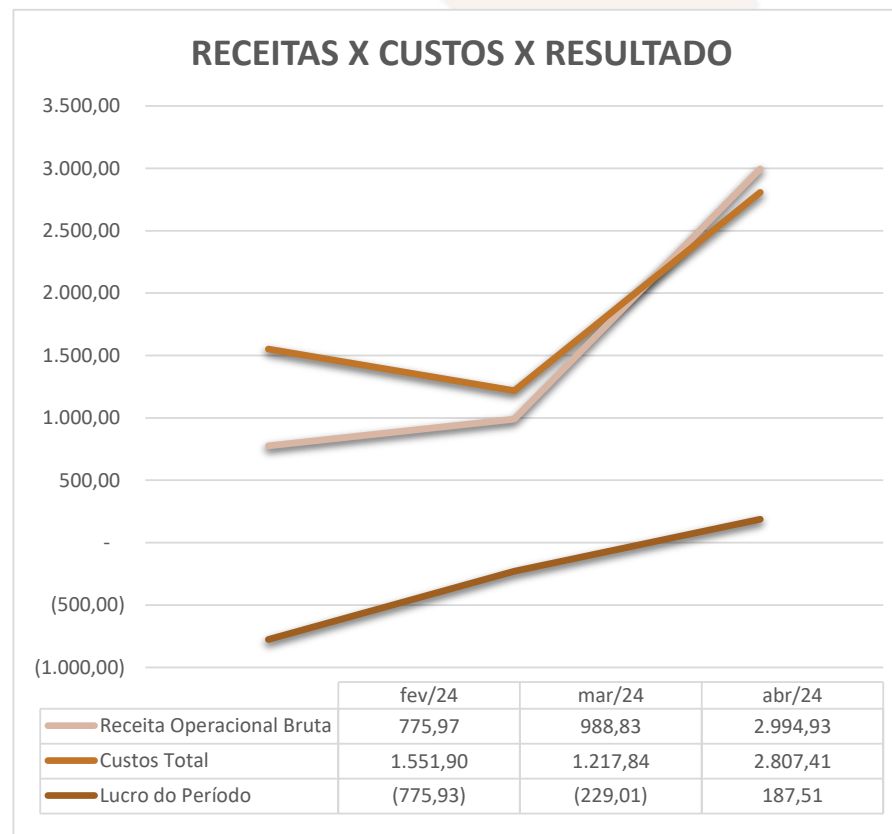 RECEITAS X CUSTOS X RESULTADO
3.500,00
3.000,00
2.500,00
2.000,00
1.500,00
1.000,00
500,00
-
(500,00)
(1.000,00)
fev/24 mar/24 abr/24
Receita Operacional Bruta 775,97 988,83 2.994,93
Custos Total 1.551,90 1.217,84 2.807,41
Lucro do Período (775,93) (229,01) 187,51